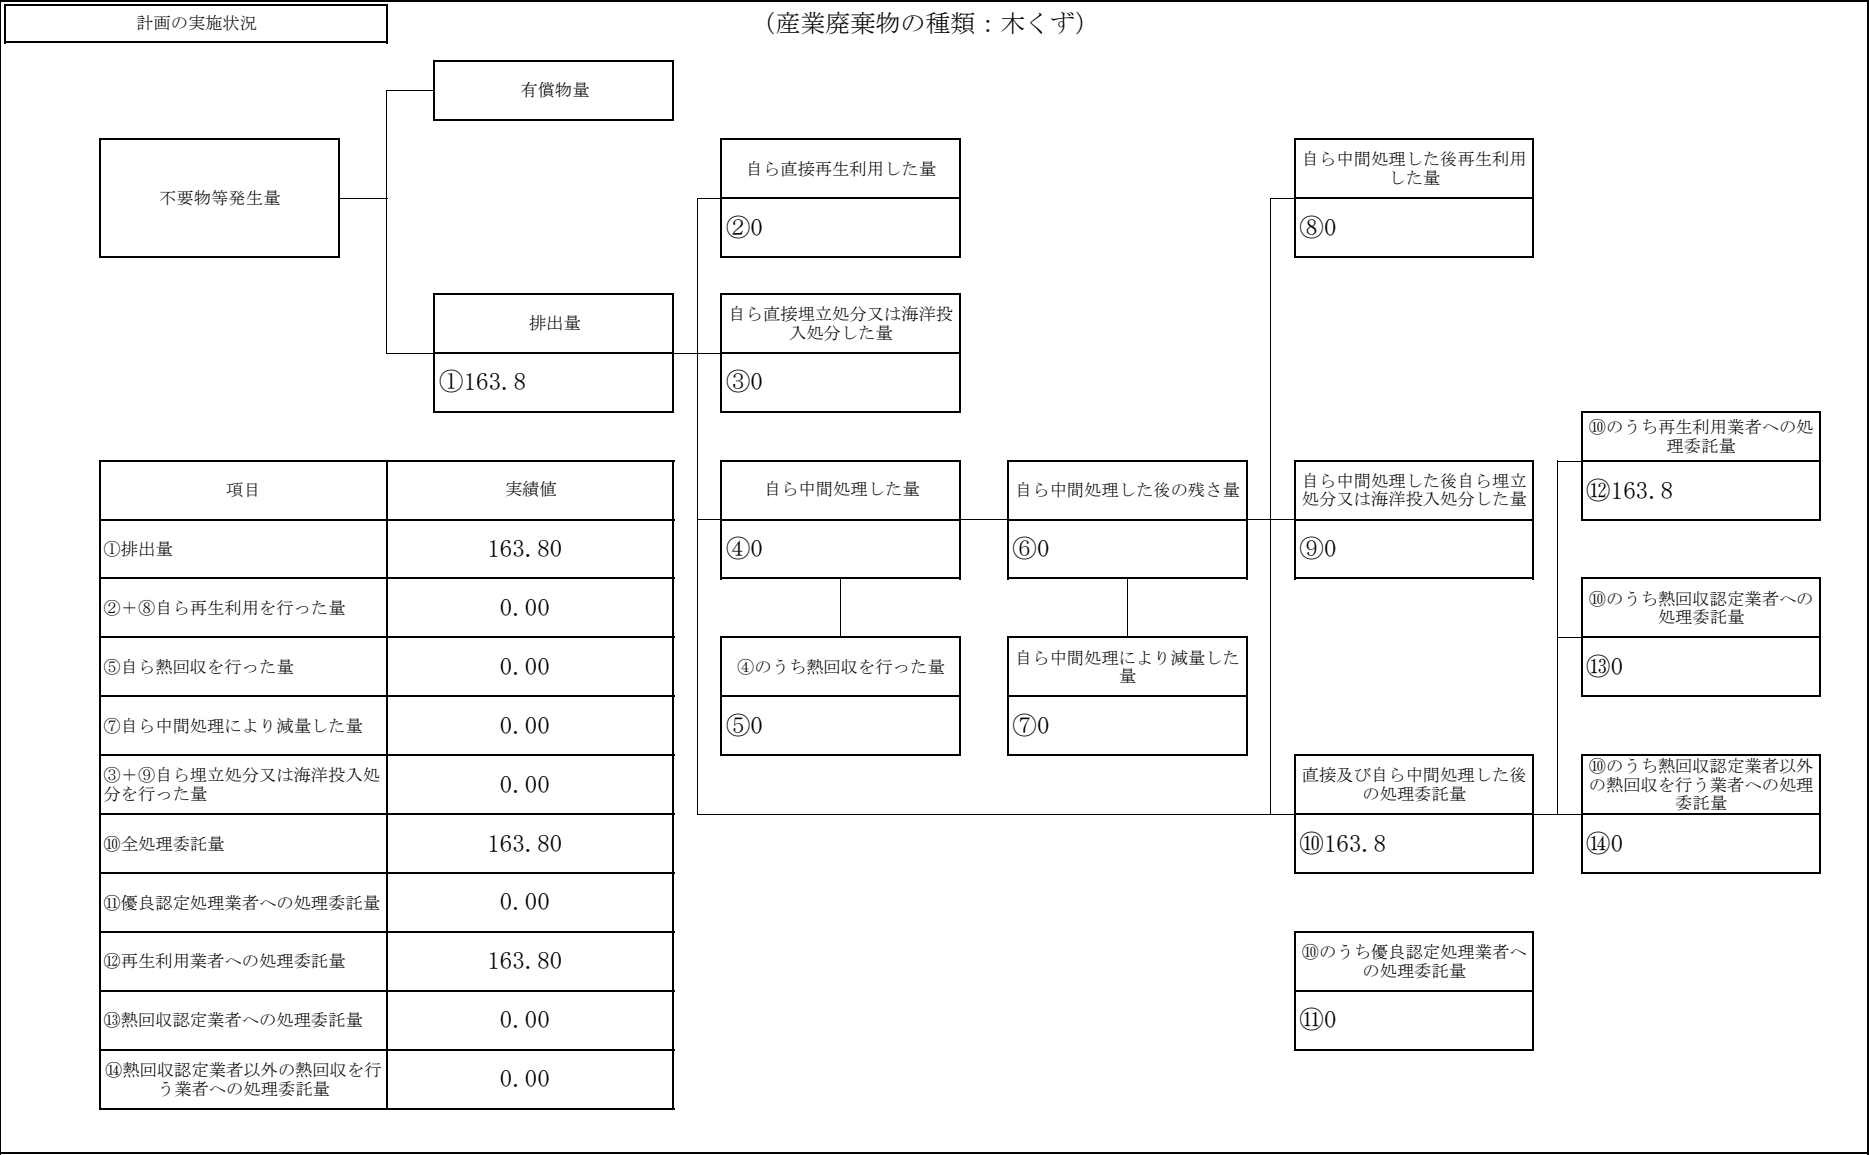 計画の実施状況
（産業廃棄物の種類：木くず）
有償物量
不要物等発生量
自ら直接再生利用した量
②0
自ら中間処理した後再生利用
した量
⑧0
排出量
①163.8
自ら直接埋立処分又は海洋投
入処分した量
③0
項目
実績値
①排出量
163.80
②＋⑧自ら再生利用を行った量
0.00
⑤自ら熱回収を行った量
0.00
⑦自ら中間処理により減量した量
0.00
③＋⑨自ら埋立処分又は海洋投入処
分を行った量
0.00
⑩全処理委託量
163.80
⑪優良認定処理業者への処理委託量
0.00
⑫再生利用業者への処理委託量
163.80
⑬熱回収認定業者への処理委託量
0.00
⑭熱回収認定業者以外の熱回収を行
う業者への処理委託量
0.00
自ら中間処理した量
④0
④のうち熱回収を行った量
⑤0
自ら中間処理した後の残さ量
⑥0
自ら中間処理により減量した
量
⑦0
自ら中間処理した後自ら埋立
処分又は海洋投入処分した量
⑨0
直接及び自ら中間処理した後
の処理委託量
⑩163.8
⑩のうち優良認定処理業者へ
の処理委託量
⑪0
⑩のうち再生利用業者への処
理委託量
⑫163.8
⑩のうち熱回収認定業者への
処理委託量
⑬0
⑩のうち熱回収認定業者以外
の熱回収を行う業者への処理
委託量
⑭0